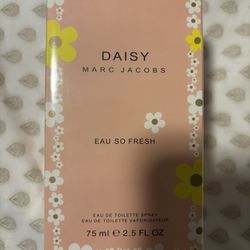 DAISY
MARC JACOBS
EAU SO FRESH
EAU DE TOILETTE SPRAY
EAU DE TOILETTE VAPORISATEUR
75 ml e 2.5 FL OZ